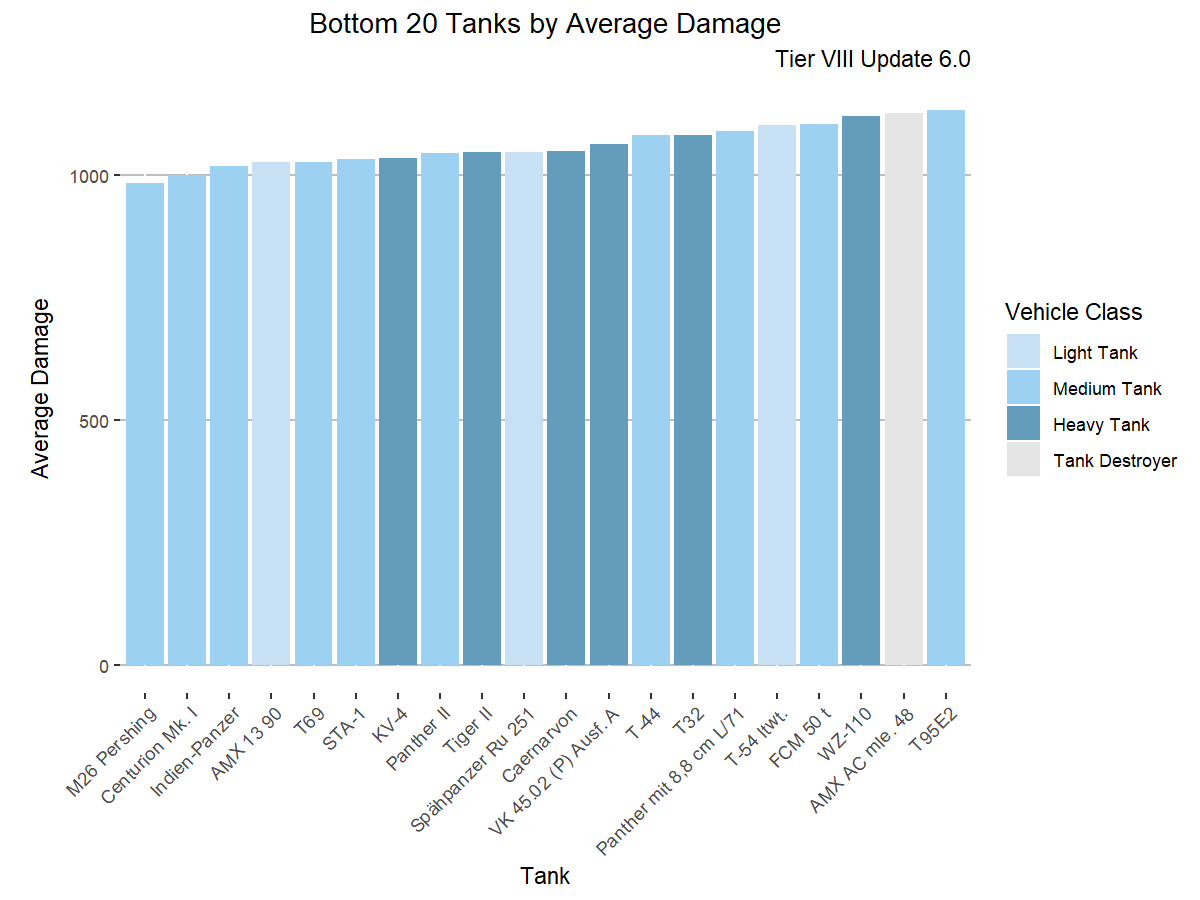 Bottom 20 Tanks by Average Damage
Tier VIII Update 6.0
Average Damage
1000
500
0
M26 Pershing
Centurion Mk. I
Indien-Panzer
AMX 13 90
T69
STA-1
KV-4
Panther II
Tiger II
Spähpanzer Ru 251
Caernarvon
VK 45.02 (P) Ausf. A
T-44
T32
Panther mit 8,8 cm L/71
T-54 ltwt.
FCM 50 t
WZ-110
AMX AC mle. 48
T95E2
Tank
Vehicle Class
Light Tank
Medium Tank
Heavy Tank
Tank Destroyer